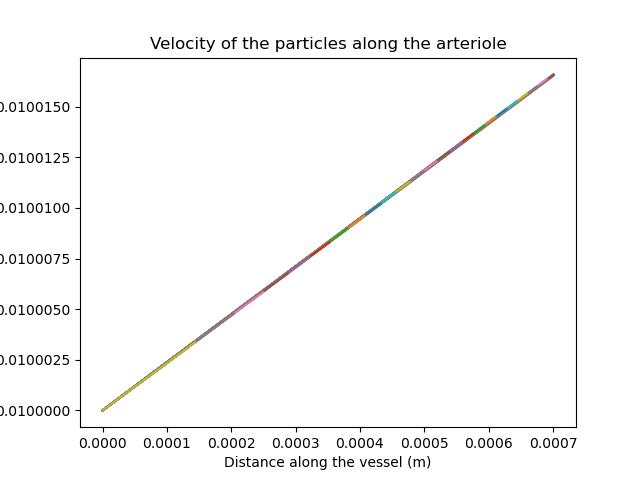 Velocity of the particles along the arteriole
0.0100150
0.0100125
0.0100100
0.0100075
0.0100050
0.0100025
0.0100000
0.0000 0.0001 0.0002 0.0003 0.0004 0.0005 0.0006 0.0007
Distance along the vessel (m)